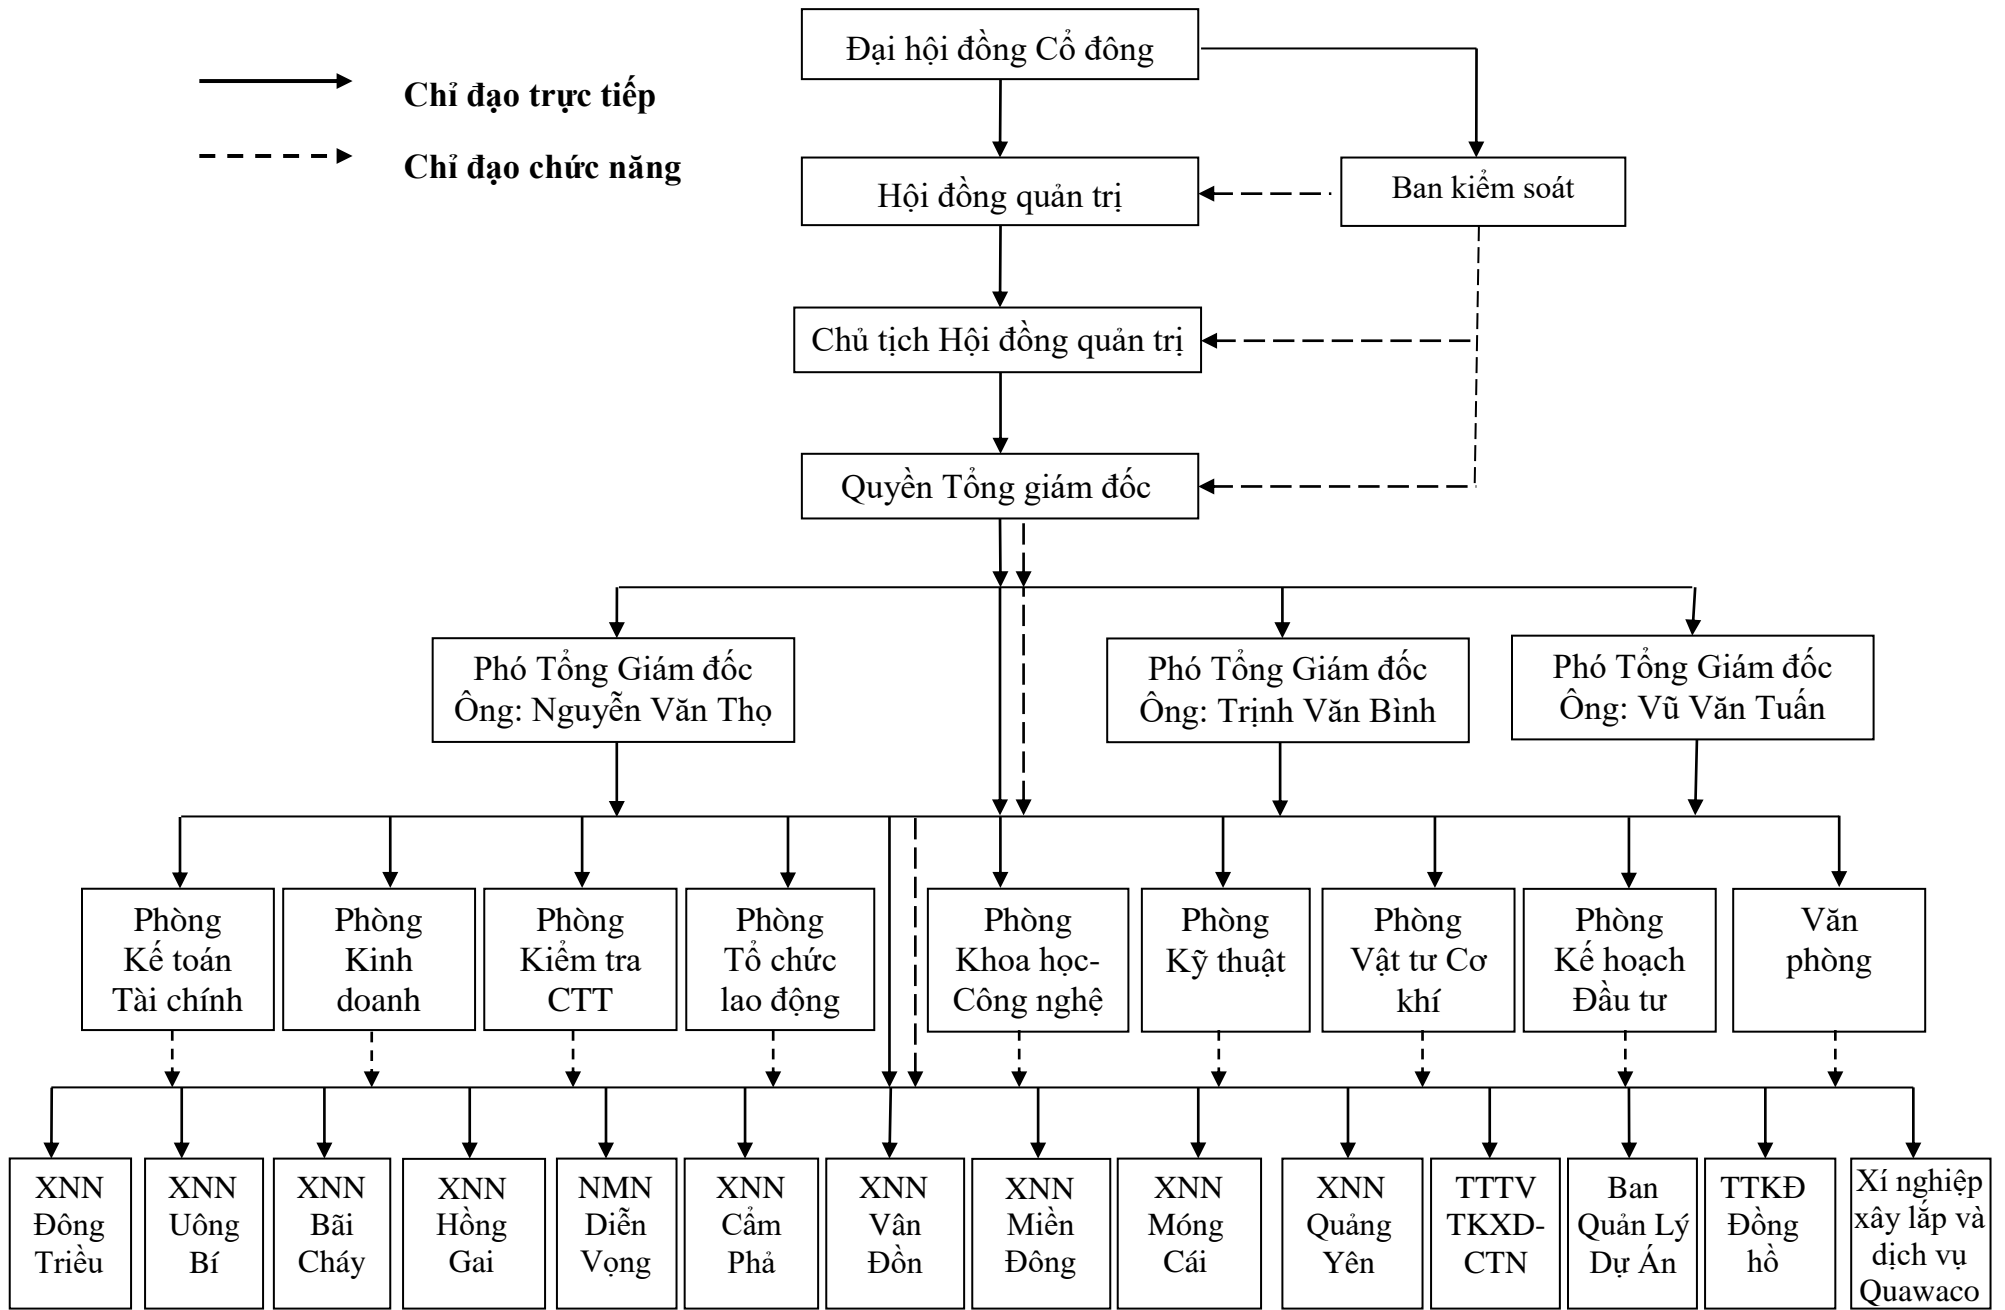 Đại hội đồng Cổ đông
Chỉ đạo trực tiếp
Chỉ đạo chức năng
Hội đồng quản trị
Ban kiểm soát
Chủ tịch Hội đồng quản trị
Quyền Tổng giám đốc
Phó Tổng Giám đốc
Ông: Nguyễn Văn Thọ
Phó Tổng Giám đốc
Ông: Trịnh Văn Bình
Phó Tổng Giám đốc
Ông: Vũ Văn Tuấn
Phòng
Kế toán
Tài chính
Phòng
Kinh
doanh
Phòng
Kiểm tra
CTT
Phòng
Tổ chức
lao động
Phòng
Khoa học-
Công nghệ
Phòng
Kỹ thuật
Phòng
Vật tư Cơ
khí
Phòng
Kế hoạch
Đầu tư
Văn
phòng
XNN
Đông
Triều
XNN
Uông
Bí
XNN
Bãi
Cháy
XNN
Hồng
Gai
NMN
Diễn
Vọng
XNN
Cẩm
Phả
XNN
Vân
Đồn
XNN
Miền
Đông
XNN
Móng
Cái
XNN
Quảng
Yên
TTTV
TKXD-
CTN
Ban
Quản Lý
Dự Án
TTKĐ
Đồng
hồ
Xí nghiệp
xây lắp và
dịch vụ
Quawaco